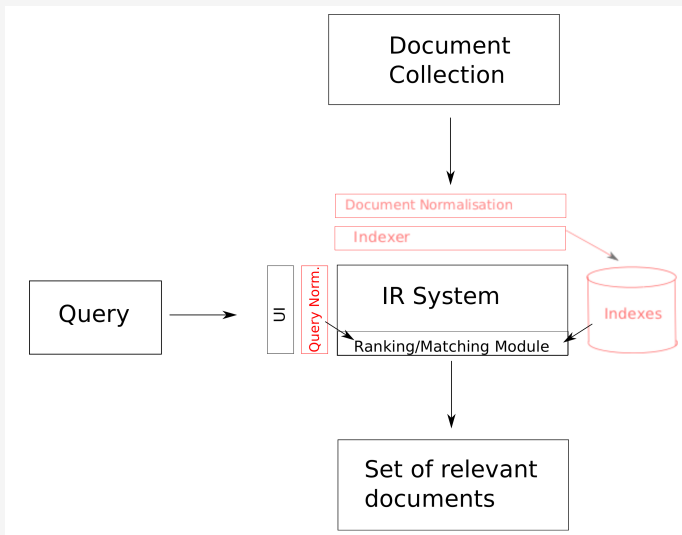 Document
Collection
Document Normalisation
Indexer
Query
UI
Query Norm.
IR System
Indexes
Ranking/Matching Module
Set of relevant
documents